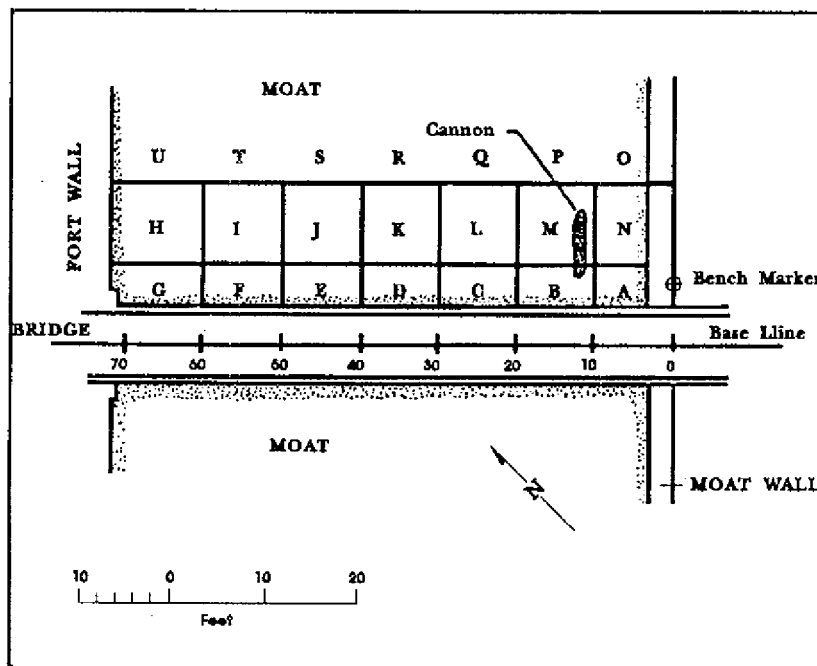 MOAT
Cannon
U T S R Q P O
FORT WALL
H I J K L M N
G F E D C B A
Bench Marker
BRIDGE
Base Lline
70 60 50 40 30 20 10 0
MOAT
N
MOAT WALL
10 0 10 20
Feet